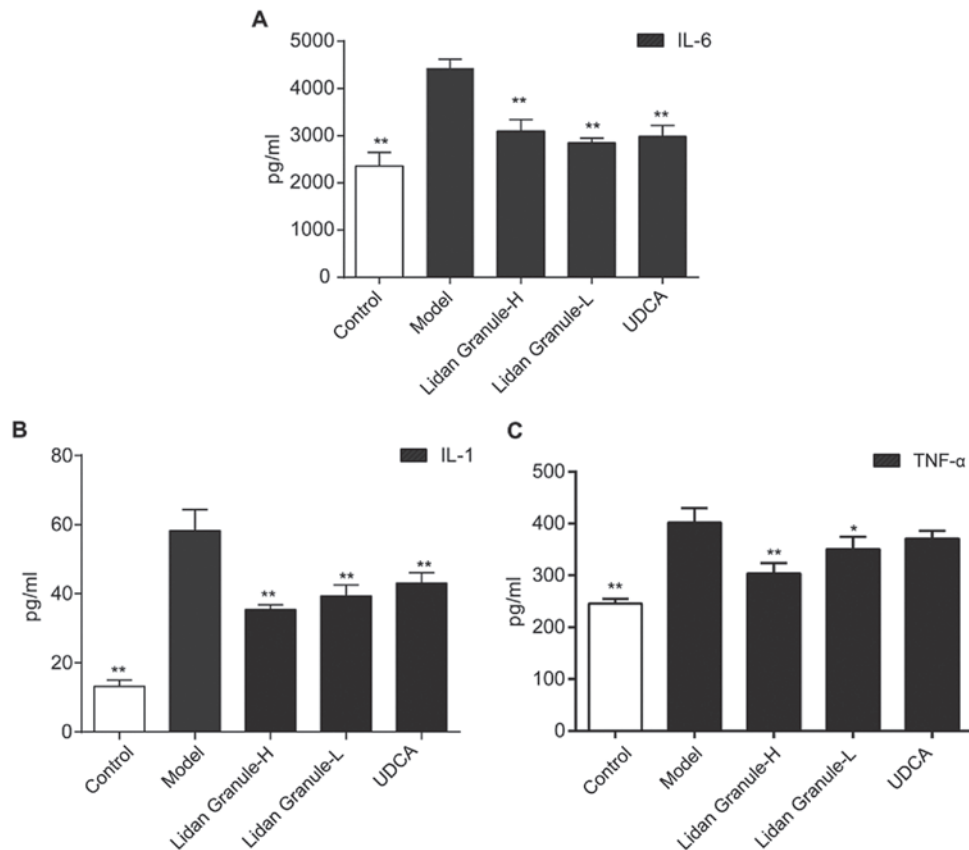 A
IL-6
5000
4000
3000
2000
1000
0
pg/ml
**
**
**
**
Control
Model
Lidan Granule-H
Lidan Granule-L
UDCA
B
IL-1
80
60
40
20
0
pg/ml
**
**
**
**
Control
Model
Lidan Granule-H
Lidan Granule-L
UDCA
C
TNF-α
500
400
300
200
100
0
pg/ml
**
**
*
Control
Model
Lidan Granule-H
Lidan Granule-L
UDCA